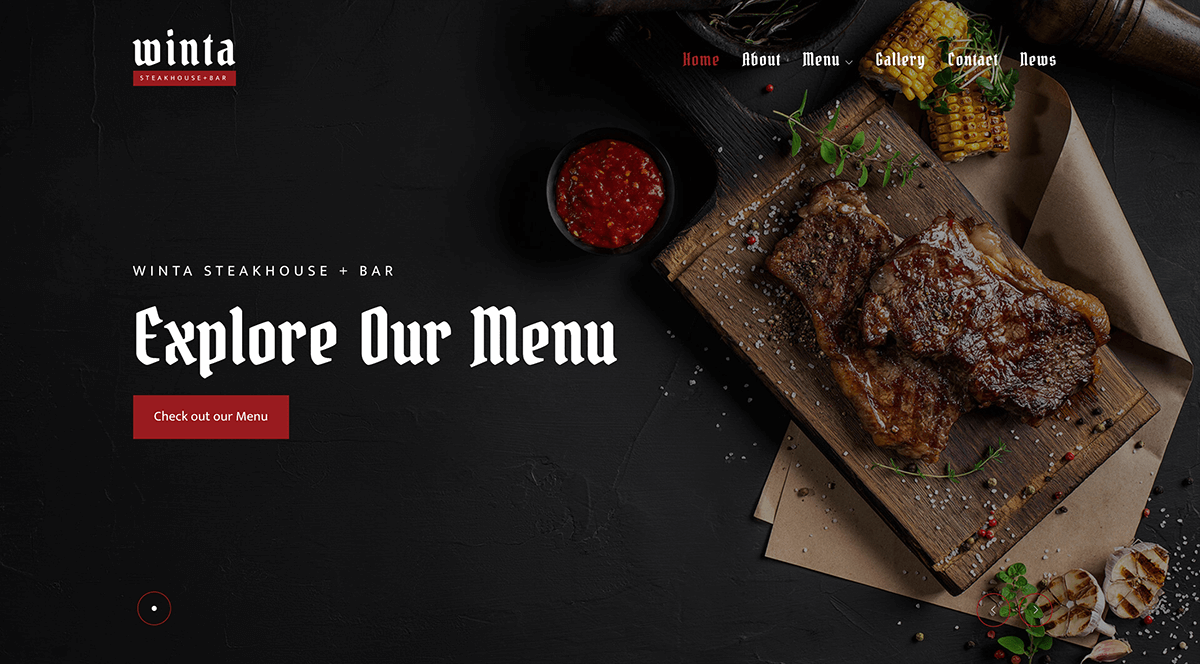 winta
STEAKHOUSE+BAR
Home About Menu Gallery Contact News
WINTA STEAKHOUSE + BAR
Explore Our Menu
Check out our Menu